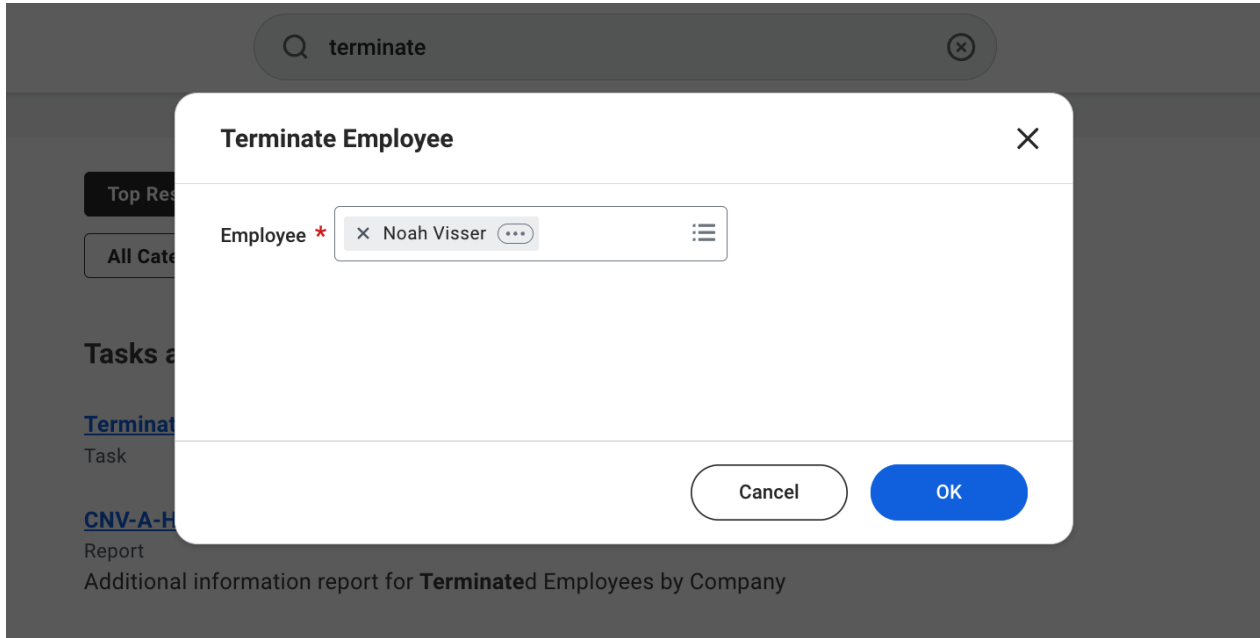 terminate
Terminate Employee
Top Res
Employee * Noah Visser
All Cate
Tasks a
Terminat
Task
Cancel OK
CNV-A-H
Report
Additional information report for Terminated Employees by Company